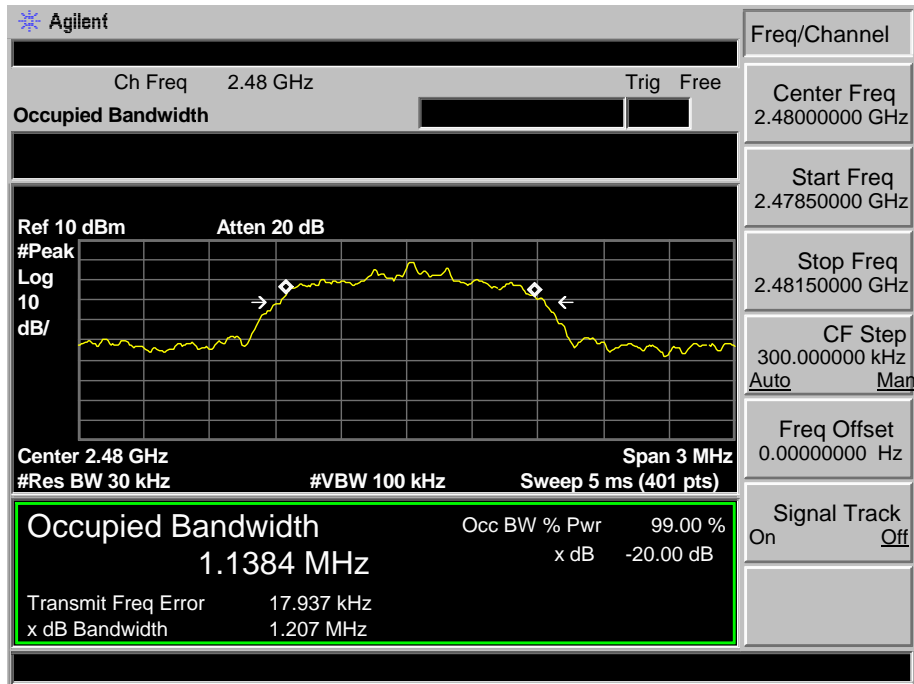 Agilent
Ch Freq 2.48 GHz Trig Free
Occupied Bandwidth
Ref 10 dBm Atten 20 dB
#Peak
Log
10
dB/
Center 2.48 GHz Span 3 MHz
#Res BW 30 kHz #VBW 100 kHz Sweep 5 ms (401 pts)
Occupied Bandwidth
1.1384 MHz
Occ BW % Pwr 99.00 %
x dB -20.00 dB
Transmit Freq Error 17.937 kHz
x dB Bandwidth 1.207 MHz
Freq/Channel
Center Freq
2.48000000 GHz
Start Freq
2.47850000 GHz
Stop Freq
2.48150000 GHz
CF Step
300.000000 kHz
Auto Man
Freq Offset
0.00000000 Hz
Signal Track
On Off